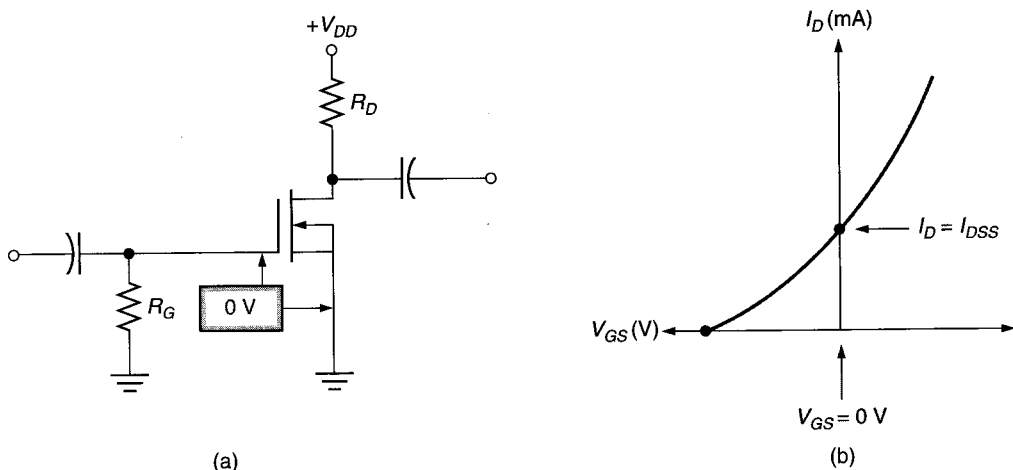 +V_DD
R_D
R_G
0 V
(a)
I_D (mA)
I_D = I_DSS
V_GS (V)
V_GS = 0 V
(b)